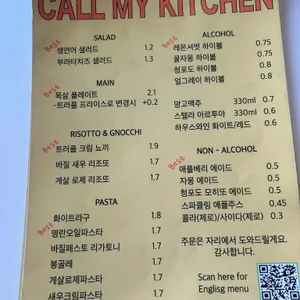 CALL MY KITCHEN
SALAD
Best
생연어 샐러드 1.2
부라타치즈 샐러드 1.3
MAIN
목살 플레이트 2.1
-트러플 프라이스로 변경시 +0.2
RISOTTO & GNOCCHI
Best
트러플 크림 뇨끼 1.9
바질 새우 리조또 1.7
게살 로제 리조또 1.7
PASTA
화이트라구 1.8
Best
명란오일파스타 1.7
바질페스토 리가토니 1.7
봉골레 1.7
게살로제파스타 1.7
새우크림파스타 1.7
ALCOHOL
Best
레몬셔벗 하이볼 0.75
꿀자몽 하이볼 0.75
청포도 하이볼 0.8
얼그레이 하이볼 0.8
망고맥주 330ml 0.7
스텔라 아르투아 330ml 0.6
하우스와인 화이트/레드 0.6
NON - ALCOHOL
Best
애플베리 에이드 0.5
자몽 에이드 0.5
청포도 모히또 에이드 0.5
스파클링 애플주스 0.45
콜라(제로)/사이다(제로) 0.3
주문은 자리에서 도와드릴게요.
감사합니다.
Scan here for
Englisg menu